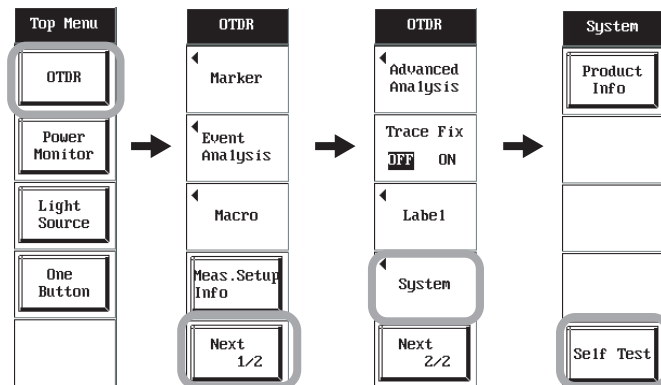 Top Menu
OTDR
Power
Monitor
Light
Source
One
Button
OTDR
Marker
Event
Analysis
Macro
Meas.Setup
Info
Next
1/2
OTDR
Advanced
Analysis
Trace Fix
OFF ON
Label
System
Next
2/2
System
Product
Info
Self Test